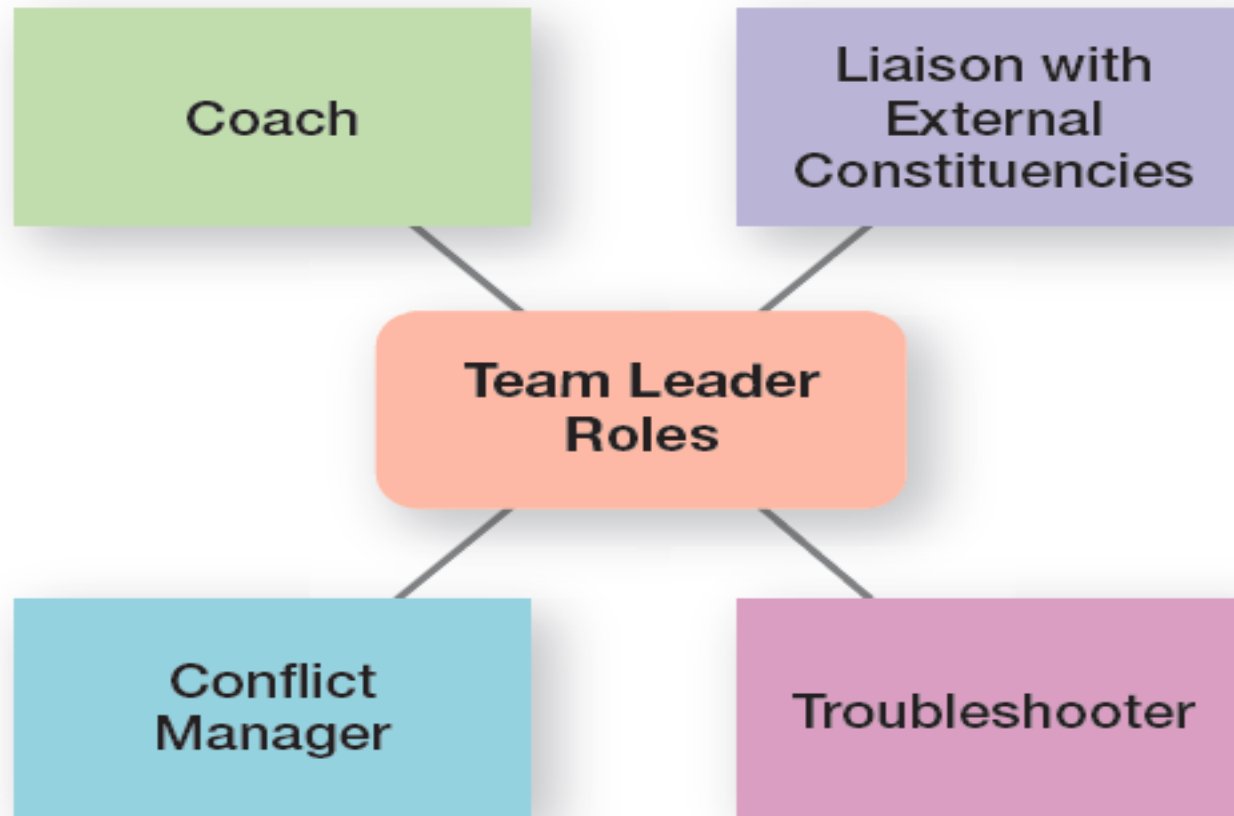 Coach
Liaison with
External
Constituencies
Team Leader
Roles
Conflict
Manager
Troubleshooter